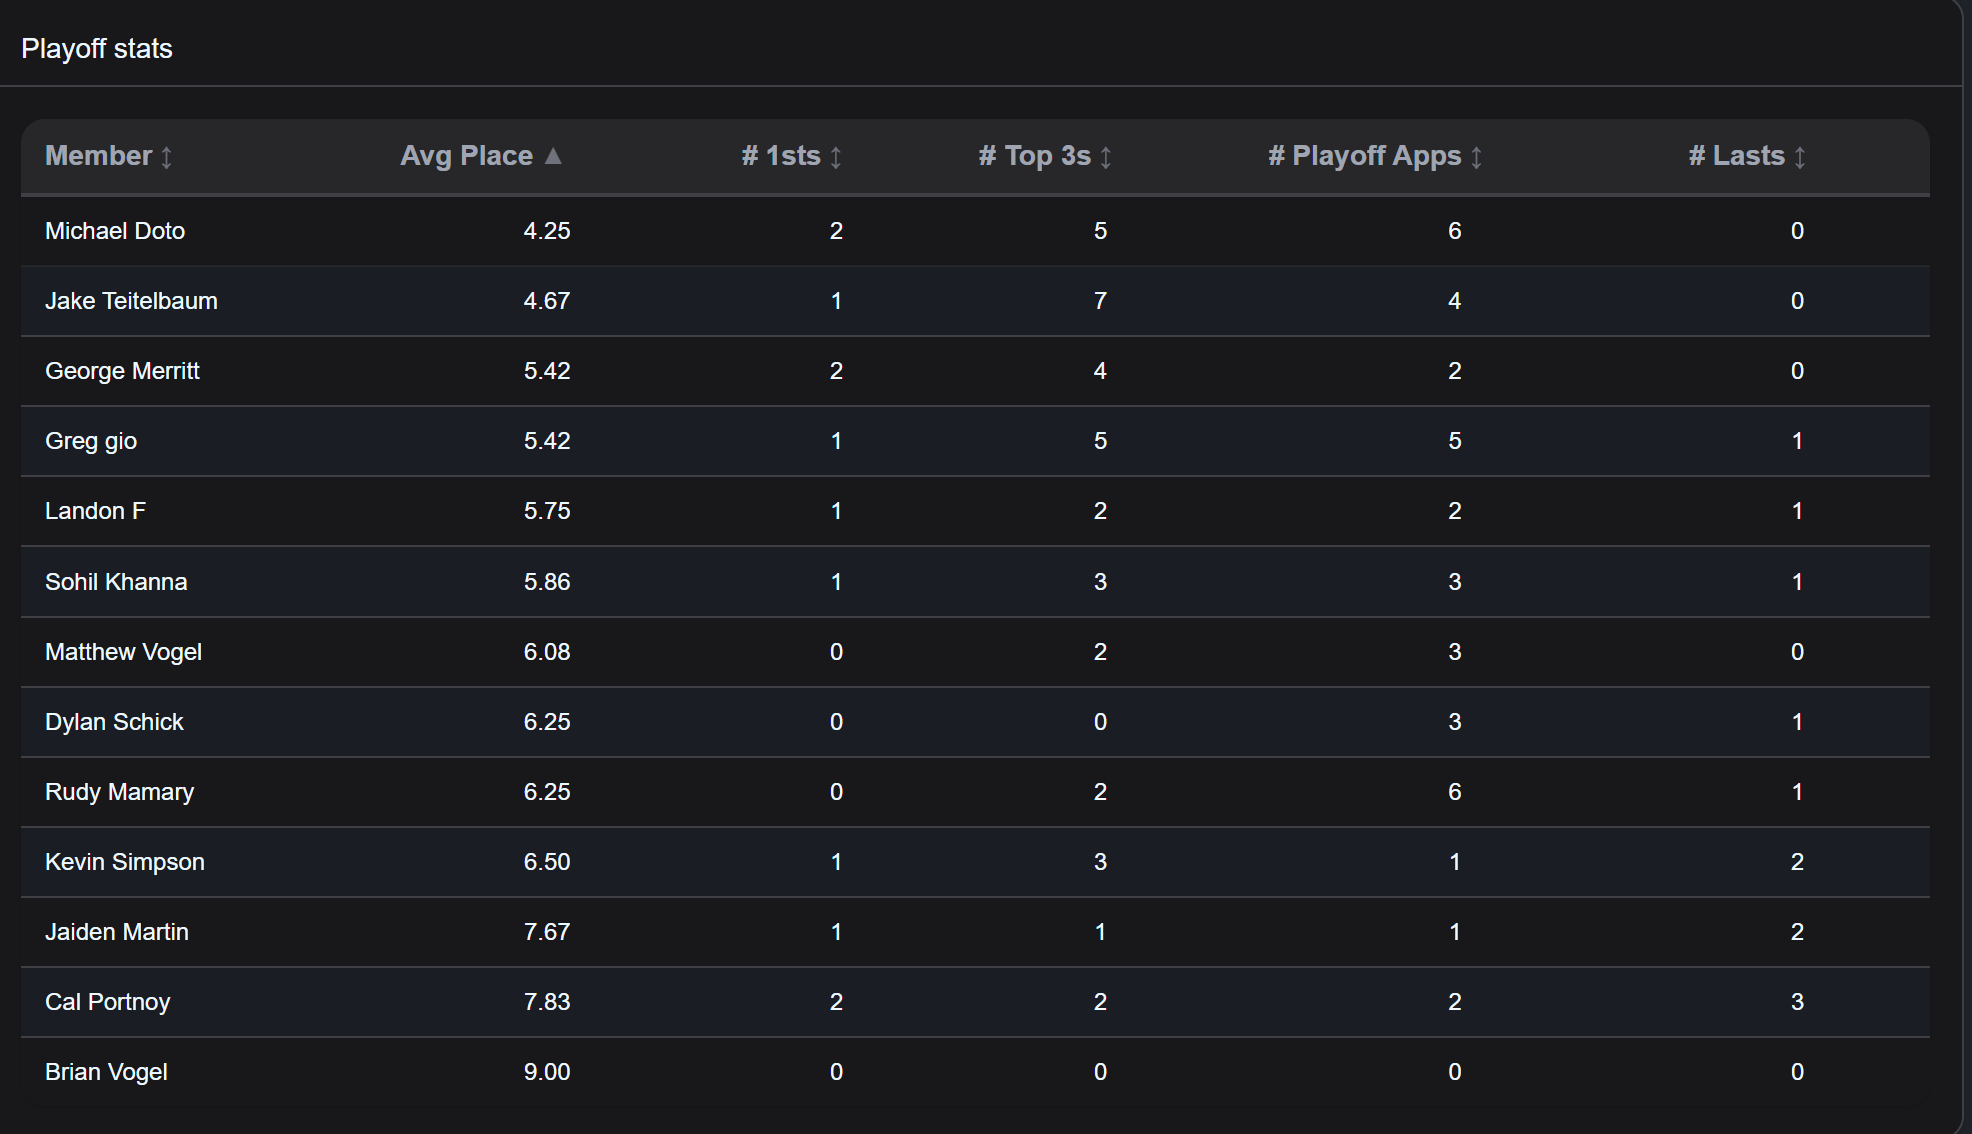 Playoff stats
Member Avg Place # 1sts # Top 3s # Playoff Apps # Lasts
Michael Doto 4.25 2 5 6 0
Jake Teitelbaum 4.67 1 7 4 0
George Merritt 5.42 2 4 2 0
Greg gio 5.42 1 5 5 1
Landon F 5.75 1 2 2 1
Sohil Khanna 5.86 1 3 3 1
Matthew Vogel 6.08 0 2 3 0
Dylan Schick 6.25 0 0 3 1
Rudy Mamary 6.25 0 2 6 1
Kevin Simpson 6.50 1 3 1 2
Jaiden Martin 7.67 1 1 1 2
Cal Portnoy 7.83 2 2 2 3
Brian Vogel 9.00 0 0 0 0